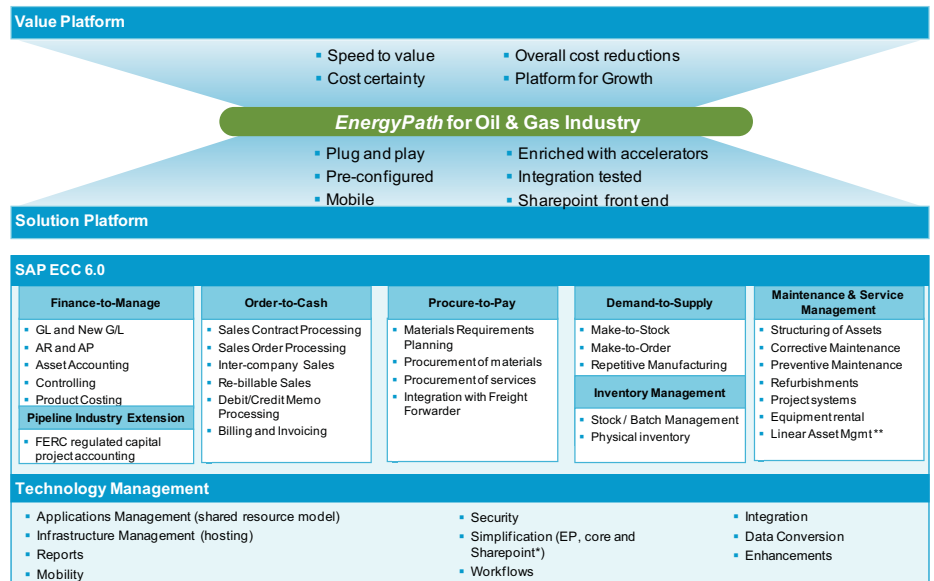 Value Platform
Speed to value
Cost certainty
Overall cost reductions
Platform for Growth
EnergyPath for Oil & Gas Industry
Plug and play
Pre-configured
Mobile
Enriched with accelerators
Integration tested
Sharepoint front end
Solution Platform
SAP ECC 6.0
Finance-to-Manage
GL and New G/L
AR and AP
Asset Accounting
Controlling
Product Costing
Pipeline Industry Extension
FERC regulated capital
project accounting
Order-to-Cash
Sales Contract Processing
Sales Order Processing
Inter-company Sales
Re-billable Sales
Debit/Credit Memo
Processing
Billing and Invoicing
Procure-to-Pay
Materials Requirements
Planning
Procurement of materials
Procurement of services
Integration with Freight
Forwarder
Demand-to-Supply
Make-to-Stock
Make-to-Order
Repetitive Manufacturing
Inventory Management
Stock / Batch Management
Physical inventory
Maintenance & Service
Management
Structuring of Assets
Corrective Maintenance
Preventive Maintenance
Refurbishments
Project systems
Equipment rental
Linear Asset Mgmt **
Technology Management
Applications Management (shared resource model)
Infrastructure Management (hosting)
Reports
Mobility
Security
Simplification (EP, core and
Sharepoint*)
Workflows
Integration
Data Conversion
Enhancements